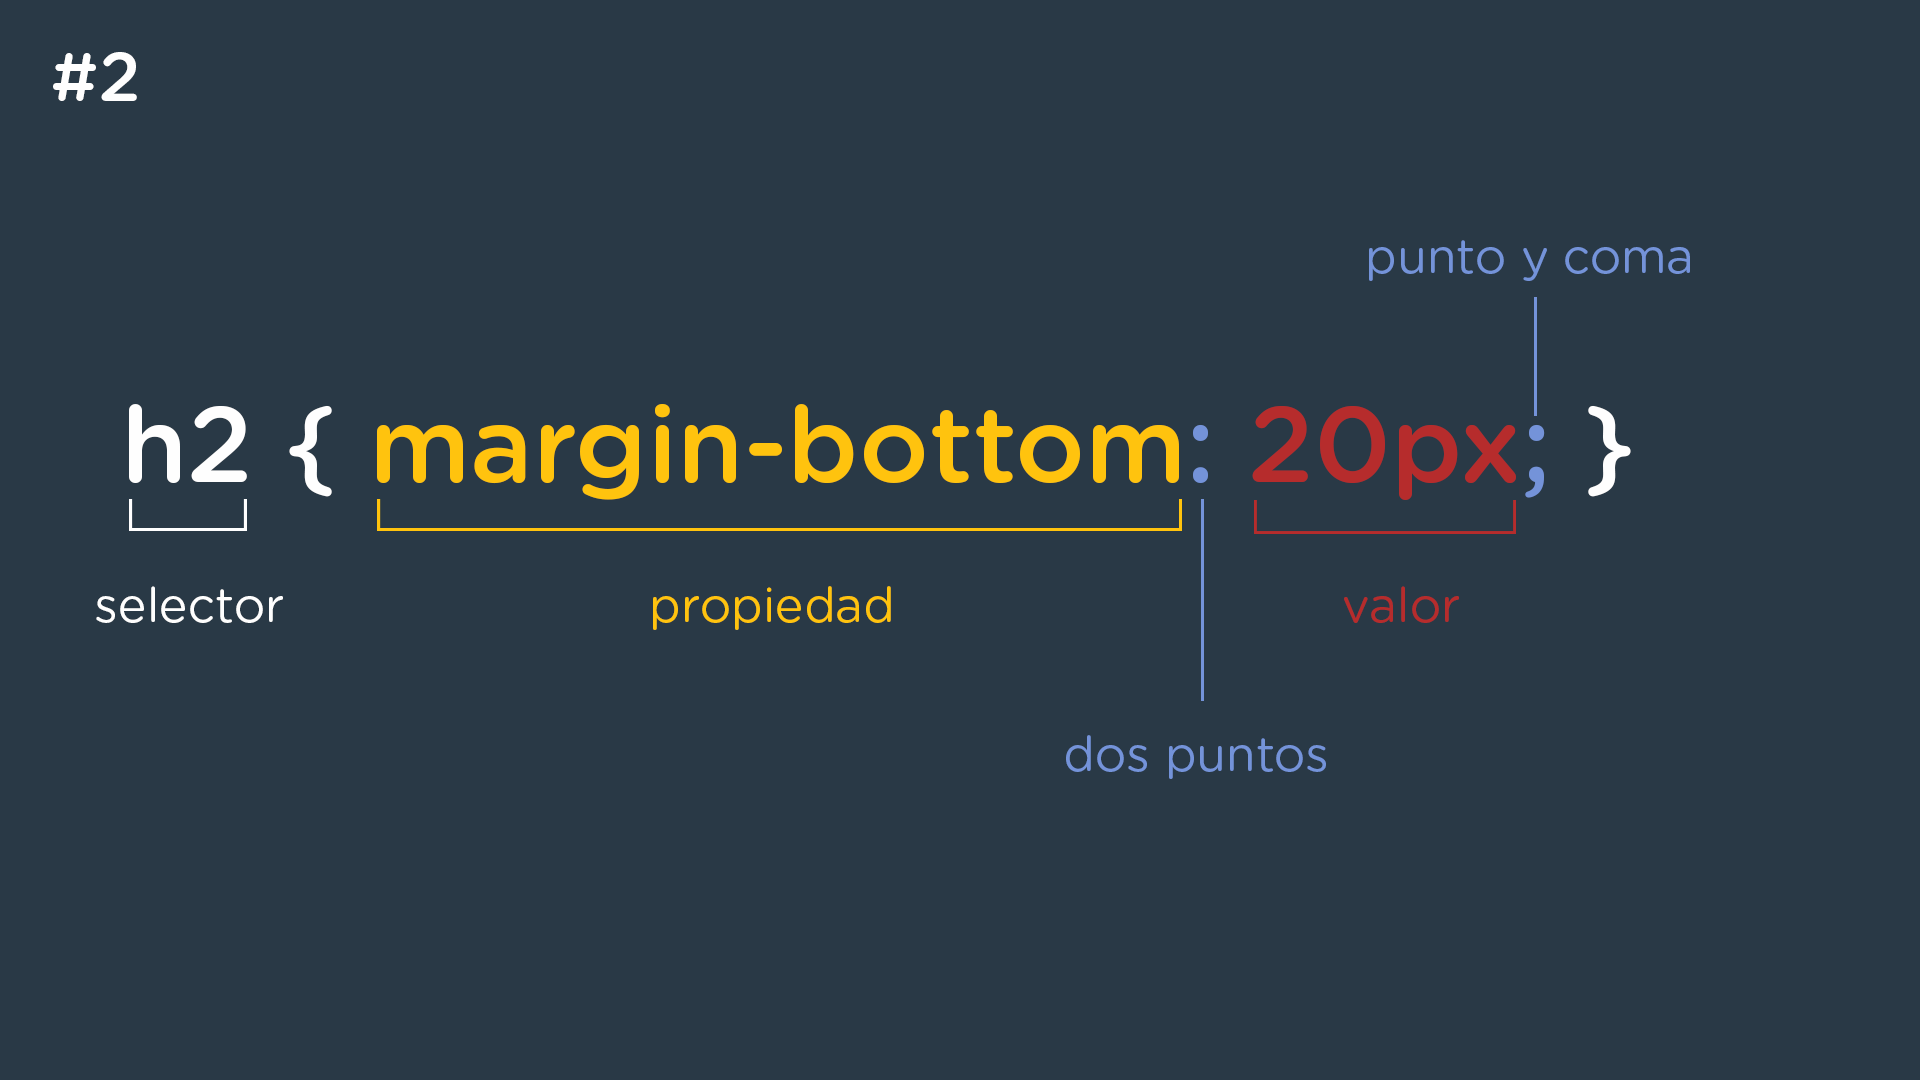 #2
punto y coma
h2 { margin-bottom: 20px; }
selector propiedad valor
dos puntos